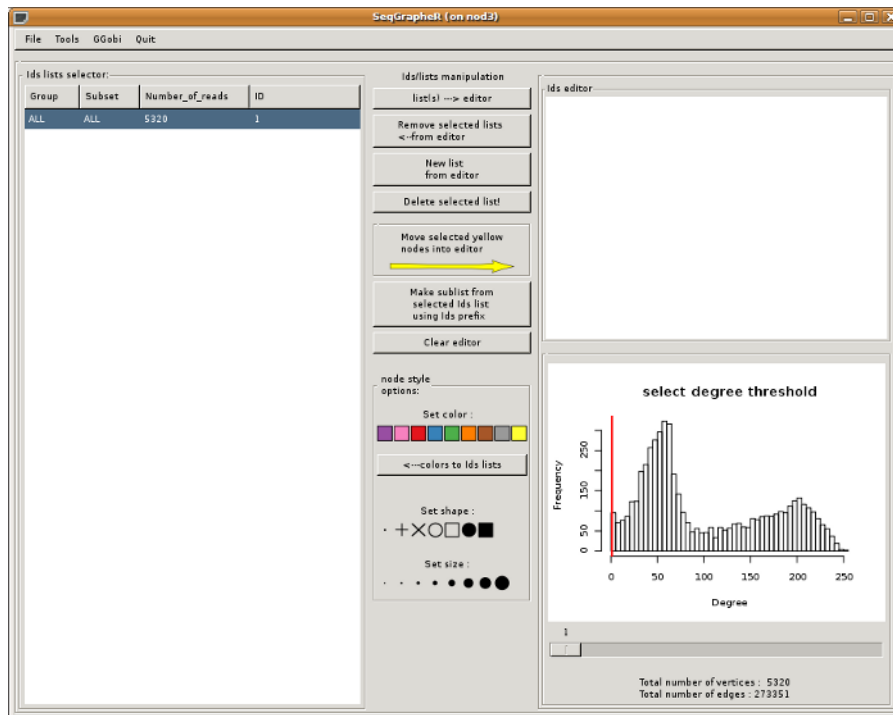 SeqGrapheR (on nod3)
File Tools GGobi Quit
Ids lists selector:
Group Subset Number_of_reads ID
ALL ALL 5320 1
Ids/lists manipulation
list(s) ---> editor
Remove selected lists
<--from editor
New list
from editor
Delete selected list!
Move selected yellow
nodes into editor
Make sublist from
selected Ids list
using Ids prefix
Clear editor
node style
options:
Set color :
<---colors to Ids lists
Set shape :
Set size :
Ids editor
select degree threshold
Frequency
250
150
50
0
0 50 100 150 200 250
Degree
1
Total number of vertices : 5320
Total number of edges : 273351